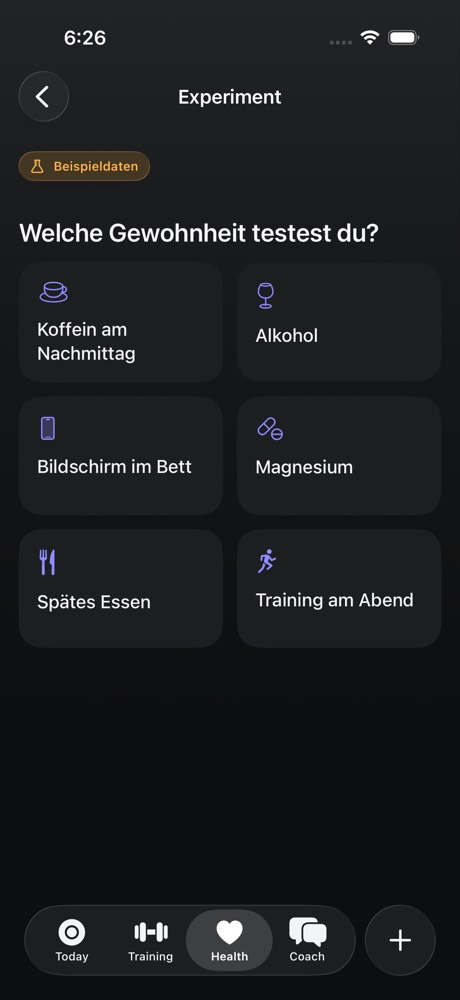 6:26
Experiment
Beispieldaten
Welche Gewohnheit testest du?
Koffein am
Nachmittag
Alkohol
Bildschirm im Bett
Magnesium
Spätes Essen
Training am Abend
Today
Training
Health
Coach